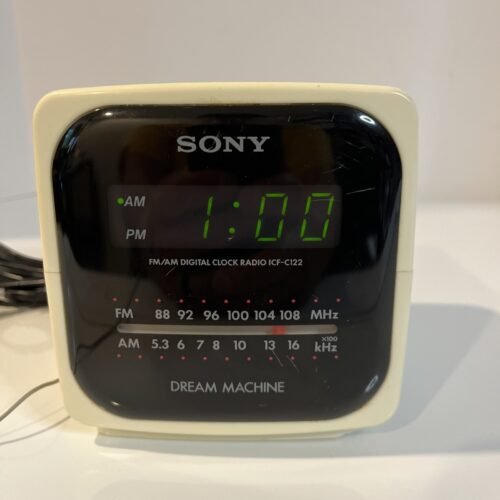 SONY
AM 1:00
PM
FM/AM DIGITAL CLOCK RADIO ICF-C122
FM 88 92 96 100 104 108 MHz
AM 5.3 6 7 8 10 13 16 ×100 kHz
DREAM MACHINE